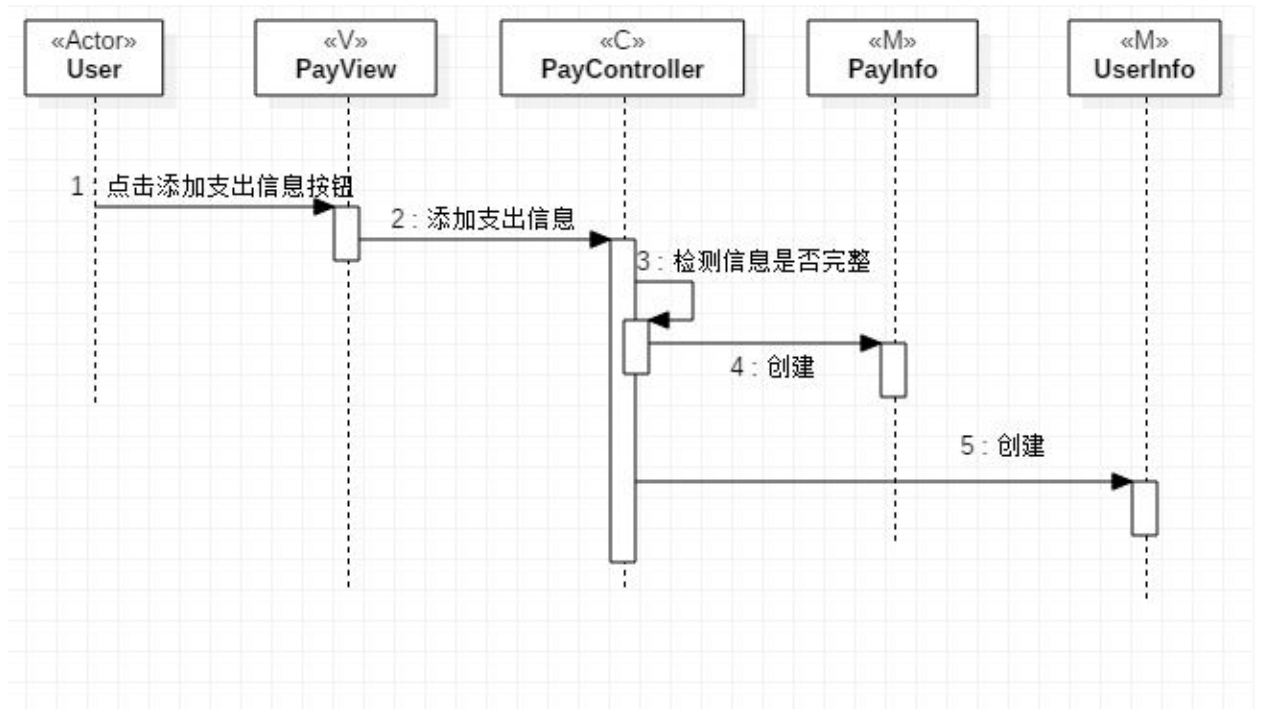 «Actor»
User
«V»
PayView
«C»
PayController
«M»
PayInfo
«M»
UserInfo
1 : 点击添加支出信息按钮
2 : 添加支出信息
3 : 检测信息是否完整
4 : 创建
5 : 创建